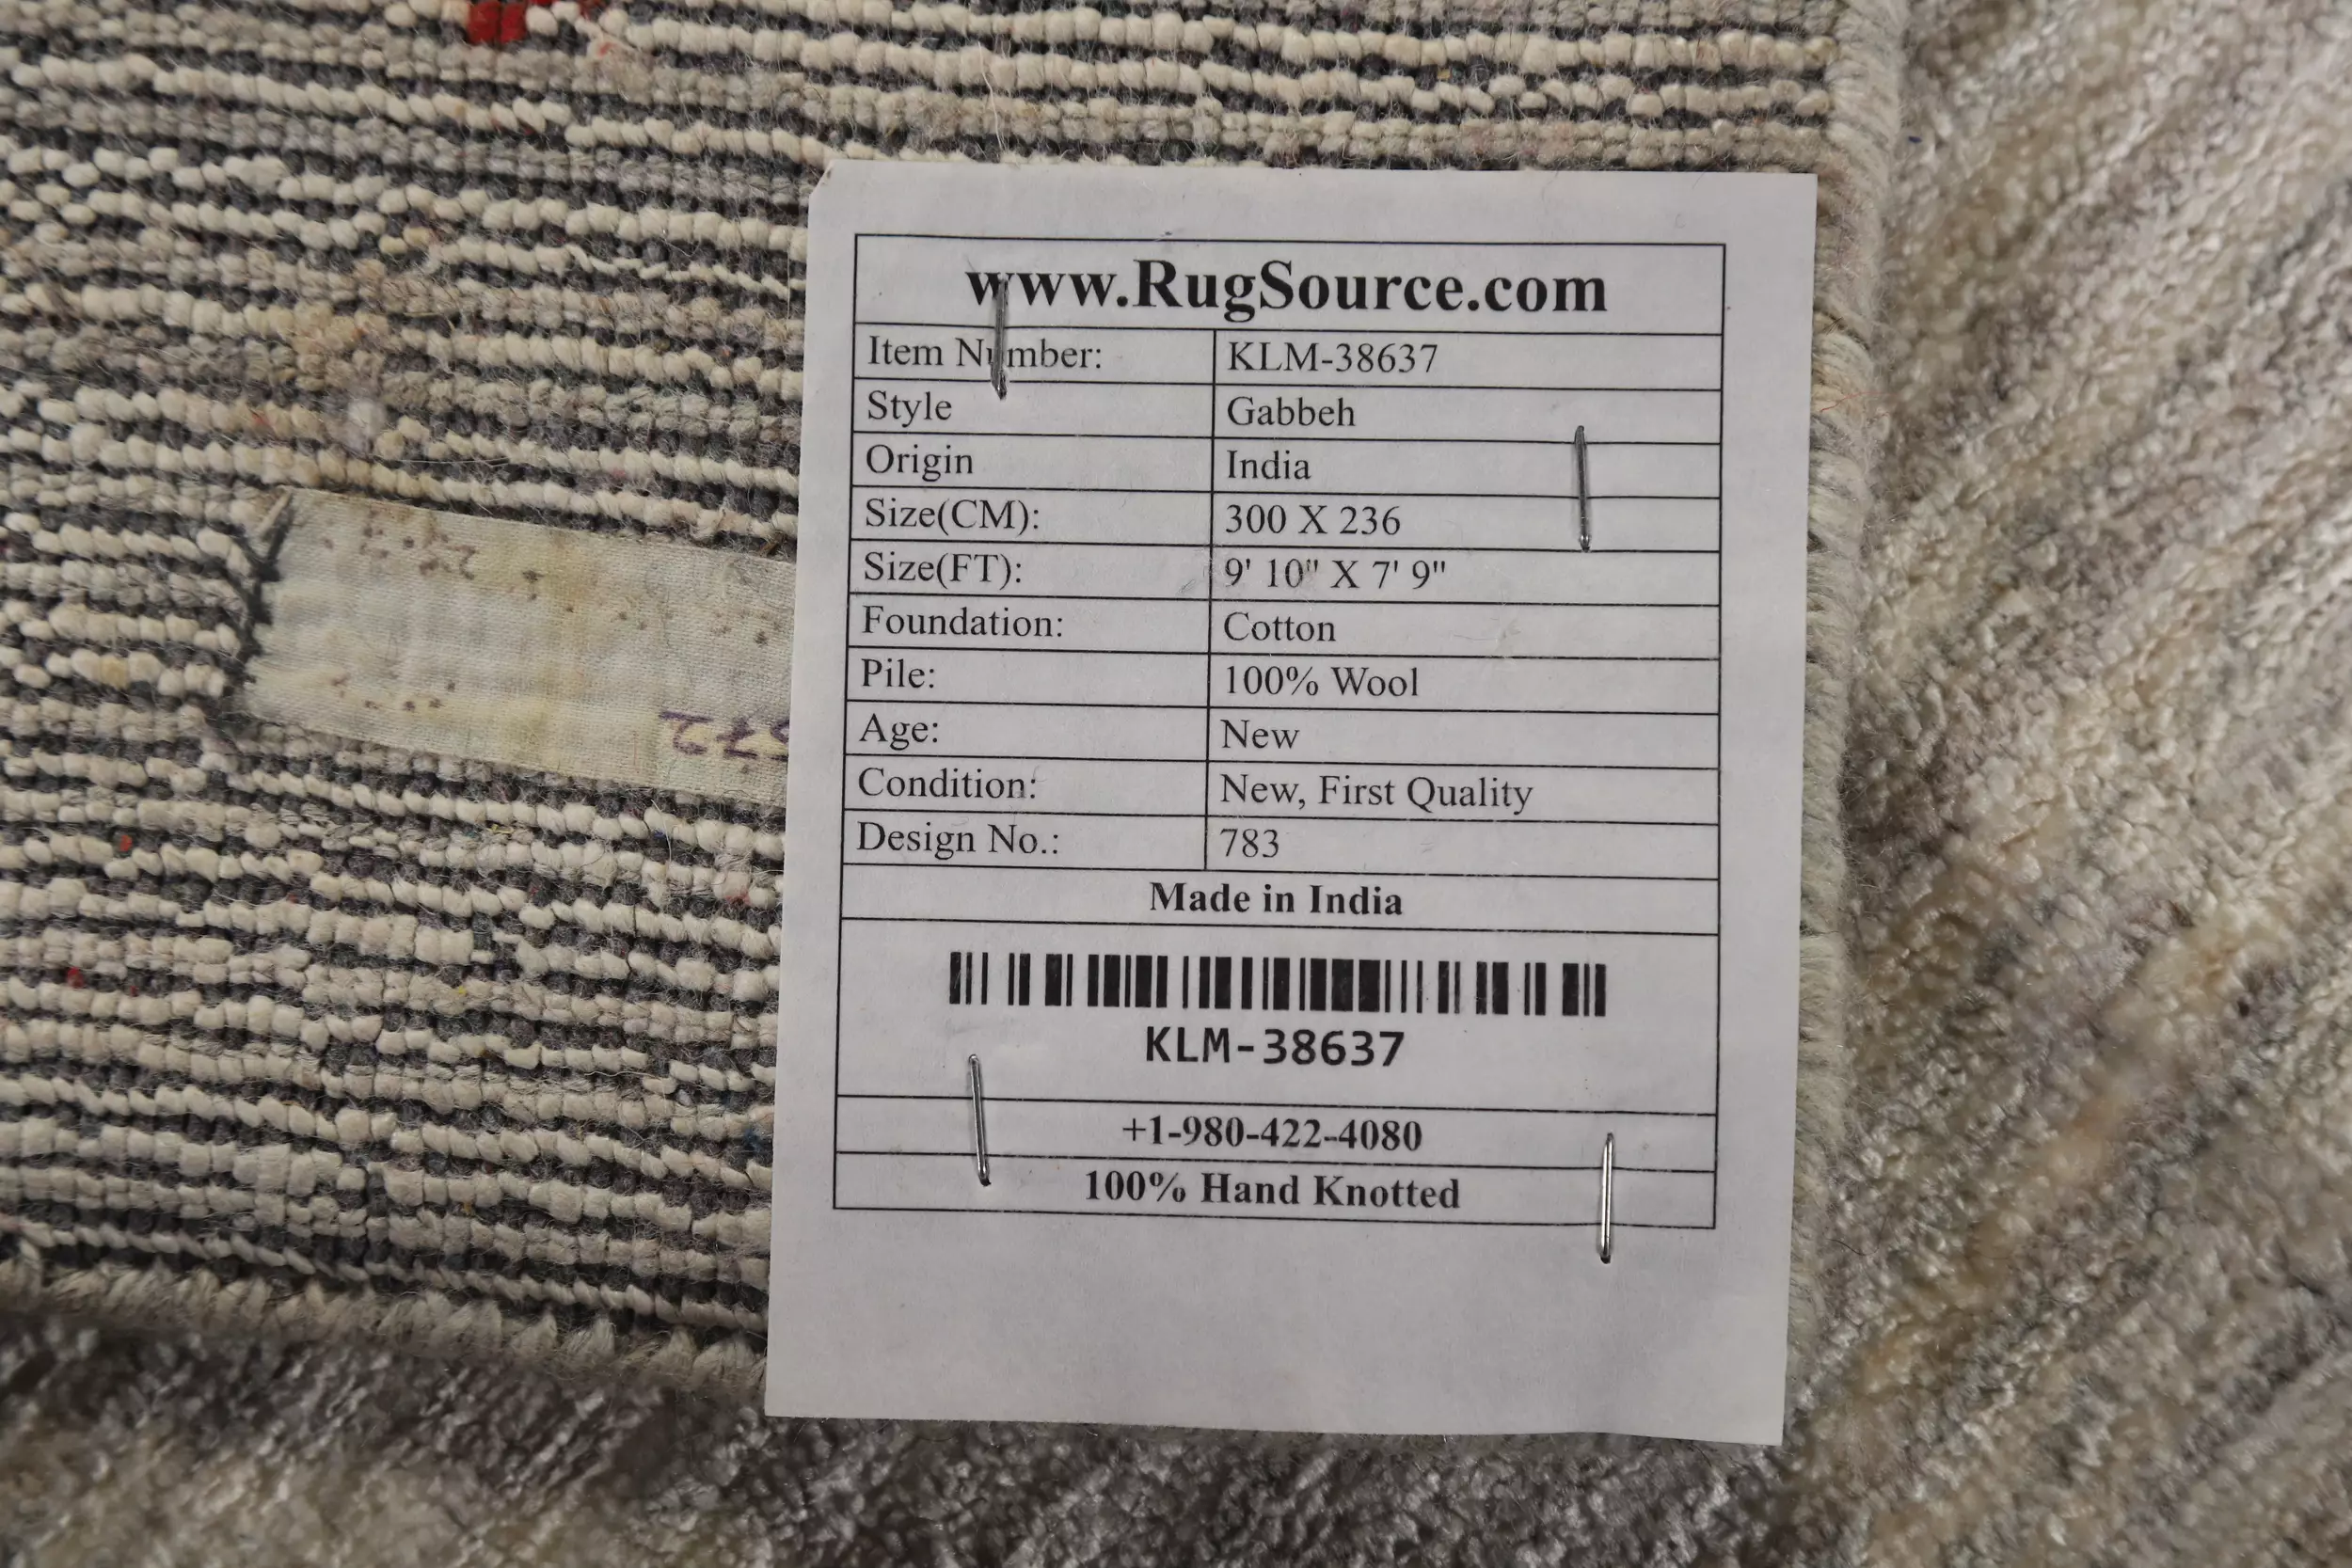 www.RugSource.com
Item Number: KLM-38637
Style Gabbeh
Origin India
Size(CM): 300 X 236
Size(FT): 9' 10" X 7' 9"
Foundation: Cotton
Pile: 100% Wool
Age: New
Condition: New, First Quality
Design No.: 783
Made in India
KLM-38637
+1-980-422-4080
100% Hand Knotted